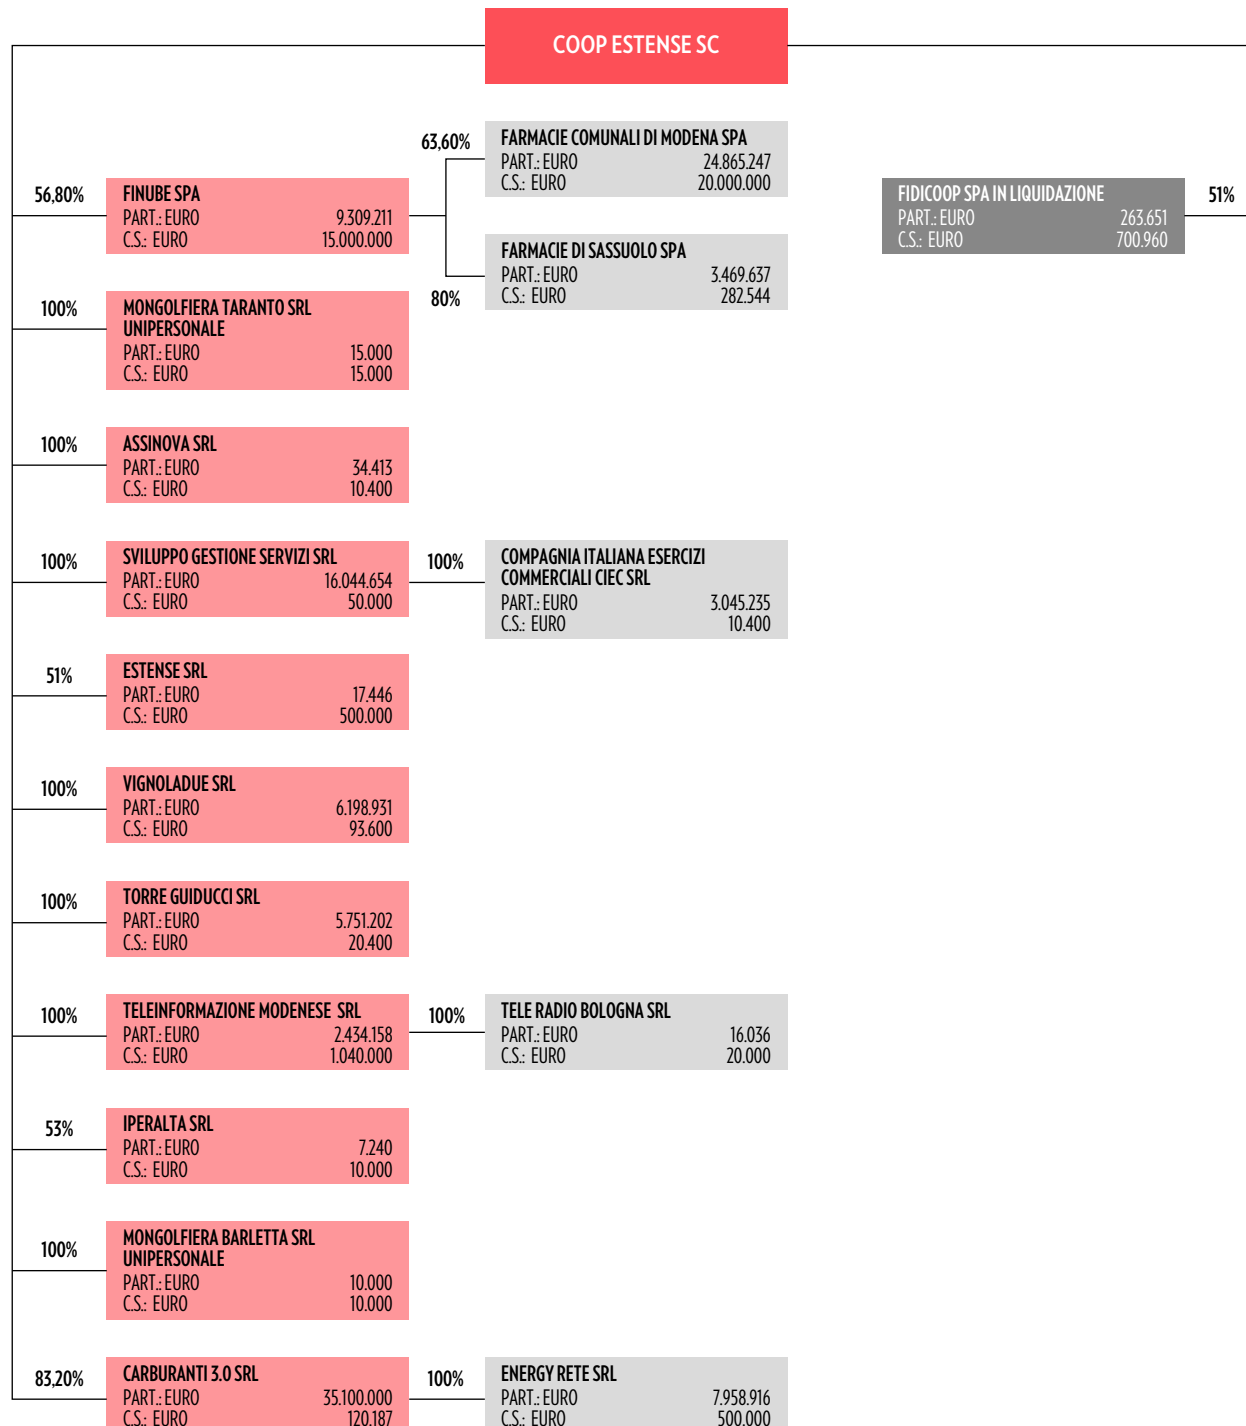 COOP ESTENSE SC
56,80%
FINUBE SPA
PART.: EURO 9.309.211
C.S.: EURO 15.000.000
63,60%
FARMACIE COMUNALI DI MODENA SPA
PART.: EURO 24.865.247
C.S.: EURO 20.000.000
80%
FARMACIE DI SASSUOLO SPA
PART.: EURO 3.469.637
C.S.: EURO 282.544
FIDICOOP SPA IN LIQUIDAZIONE
PART.: EURO 263.651
C.S.: EURO 700.960
51%
100%
MONGOLFIERA TARANTO SRL
UNIPERSONALE
PART.: EURO 15.000
C.S.: EURO 15.000
100%
ASSINOVA SRL
PART.: EURO 34.413
C.S.: EURO 10.400
100%
SVILUPPO GESTIONE SERVIZI SRL
PART.: EURO 16.044.654
C.S.: EURO 50.000
100%
COMPAGNIA ITALIANA ESERCIZI
COMMERCIALI CIEC SRL
PART.: EURO 3.045.235
C.S.: EURO 10.400
51%
ESTENSE SRL
PART.: EURO 17.446
C.S.: EURO 500.000
100%
VIGNOLADUE SRL
PART.: EURO 6.198.931
C.S.: EURO 93.600
100%
TORRE GUIDUCCI SRL
PART.: EURO 5.751.202
C.S.: EURO 20.400
100%
TELEINFORMAZIONE MODENESE SRL
PART.: EURO 2.434.158
C.S.: EURO 1.040.000
100%
TELE RADIO BOLOGNA SRL
PART.: EURO 16.036
C.S.: EURO 20.000
53%
IPERALTA SRL
PART.: EURO 7.240
C.S.: EURO 10.000
100%
MONGOLFIERA BARLETTA SRL
UNIPERSONALE
PART.: EURO 10.000
C.S.: EURO 10.000
83,20%
CARBURANTI 3.0 SRL
PART.: EURO 35.100.000
C.S.: EURO 120.187
100%
ENERGY RETE SRL
PART.: EURO 7.958.916
C.S.: EURO 500.000